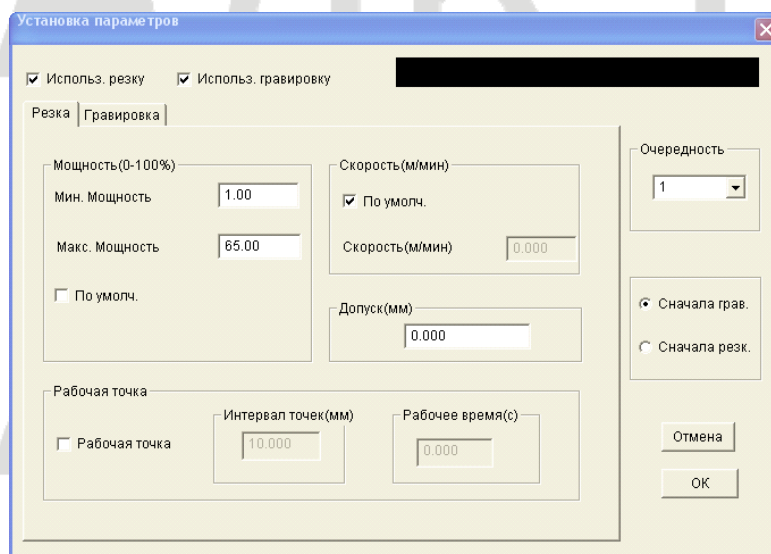 Установка параметров
Использ. резку
Использ. гравировку
Резка
Гравировка
Мощность(0-100%)
Мин. Мощность
1.00
Макс. Мощность
65.00
По умолч.
Скорость(м/мин)
По умолч.
Скорость(м/мин)
0.000
Допуск(мм)
0.000
Рабочая точка
Рабочая точка
Интервал точек(мм)
10.000
Рабочее время(с)
0.000
Очередность
1
Сначала грав.
Сначала резк.
Отмена
ОК